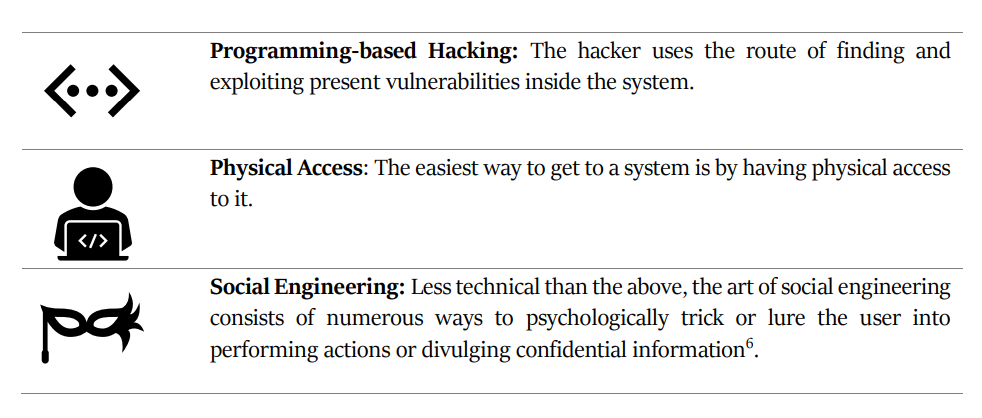 Programming-based Hacking: The hacker uses the route of finding and
exploiting present vulnerabilities inside the system.
Physical Access: The easiest way to get to a system is by having physical access
to it.
</>
Social Engineering: Less technical than the above, the art of social engineering
consists of numerous ways to psychologically trick or lure the user into
performing actions or divulging confidential information⁶.